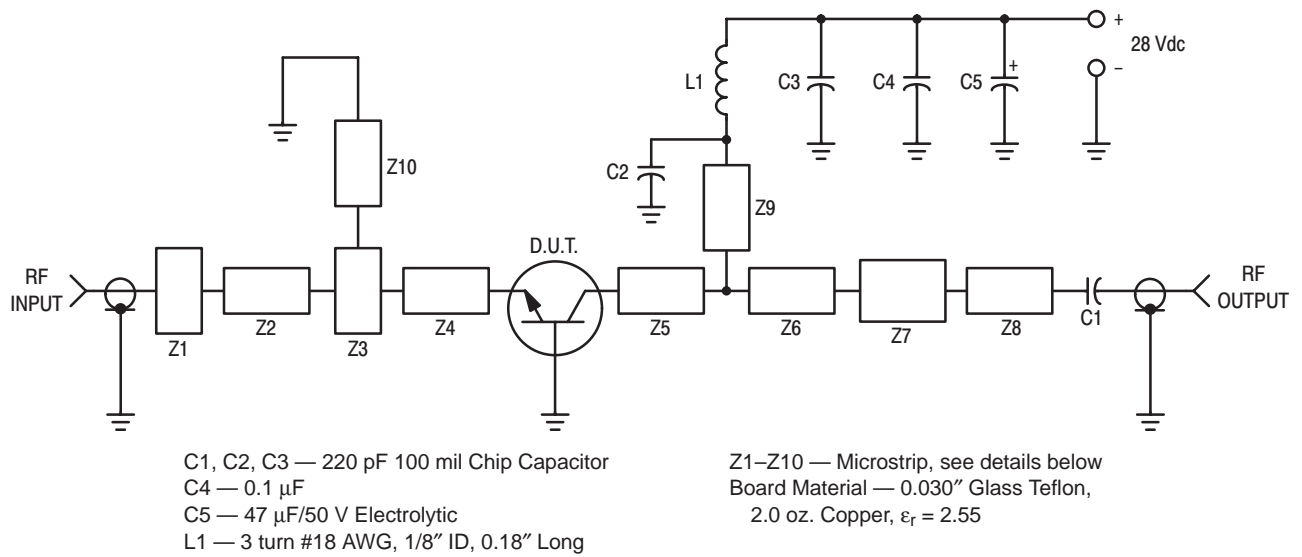 +
28 Vdc
–
L1
C3
C4
C5
+
C2
Z10
Z9
D.U.T.
RF
INPUT
RF
OUTPUT
Z1
Z2
Z3
Z4
Z5
Z6
Z7
Z8
C1
C1, C2, C3 — 220 pF 100 mil Chip Capacitor
C4 — 0.1 μF
C5 — 47 μF/50 V Electrolytic
L1 — 3 turn #18 AWG, 1/8″ ID, 0.18″ Long
Z1–Z10 — Microstrip, see details below
Board Material — 0.030″ Glass Teflon,
2.0 oz. Copper, εr = 2.55